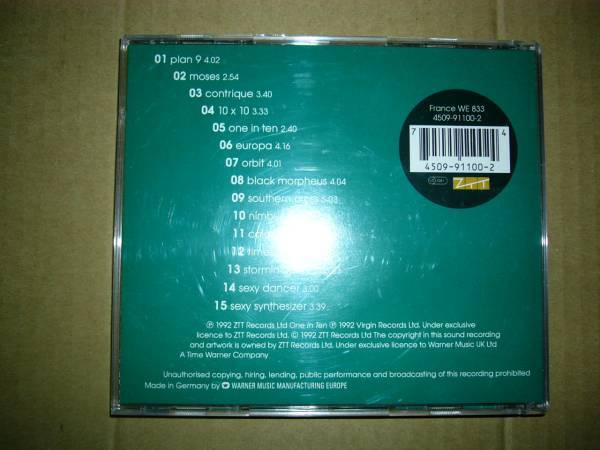 01 plan 9 4.02
02 moses 2.54
03 contrique 3.40
04 10 x 10 3.33
05 one in ten 2.40
06 europa 4.16
07 orbit 4.01
08 black morpheus 4.04
09 southern 5.03
10
11
12
13
14 sexy dancer 3.00
15 sexy synthesizer 3.39
France WE 833
4509-91100-2
7 4
4509-91100-2
ZTT
℗ 1992 ZTT Records Ltd One In Ten ℗ 1992 Virgin Records Ltd. Under exclusive
licence to ZTT Records Ltd. © 1992 ZTT Records Ltd The copyright in this sound recording
and artwork is owned by ZTT Records Ltd. Under exclusive licence to Warner Music UK Ltd
A Time Warner Company
Unauthorised copying, hiring, lending, public performance and broadcasting of this recording prohibited
Made in Germany by WARNER MUSIC MANUFACTURING EUROPE